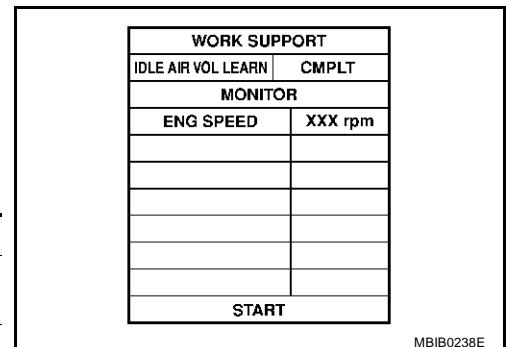 WORK SUPPORT
IDLE AIR VOL LEARN CMPLT
MONITOR
ENG SPEED XXX rpm
START
MBIB0238E